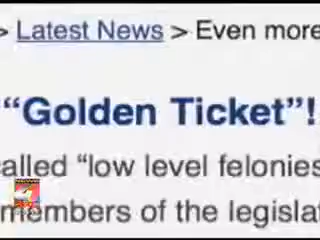 > Latest News > Even more
“Golden Ticket”!
alled “low level felonies
members of the legisla